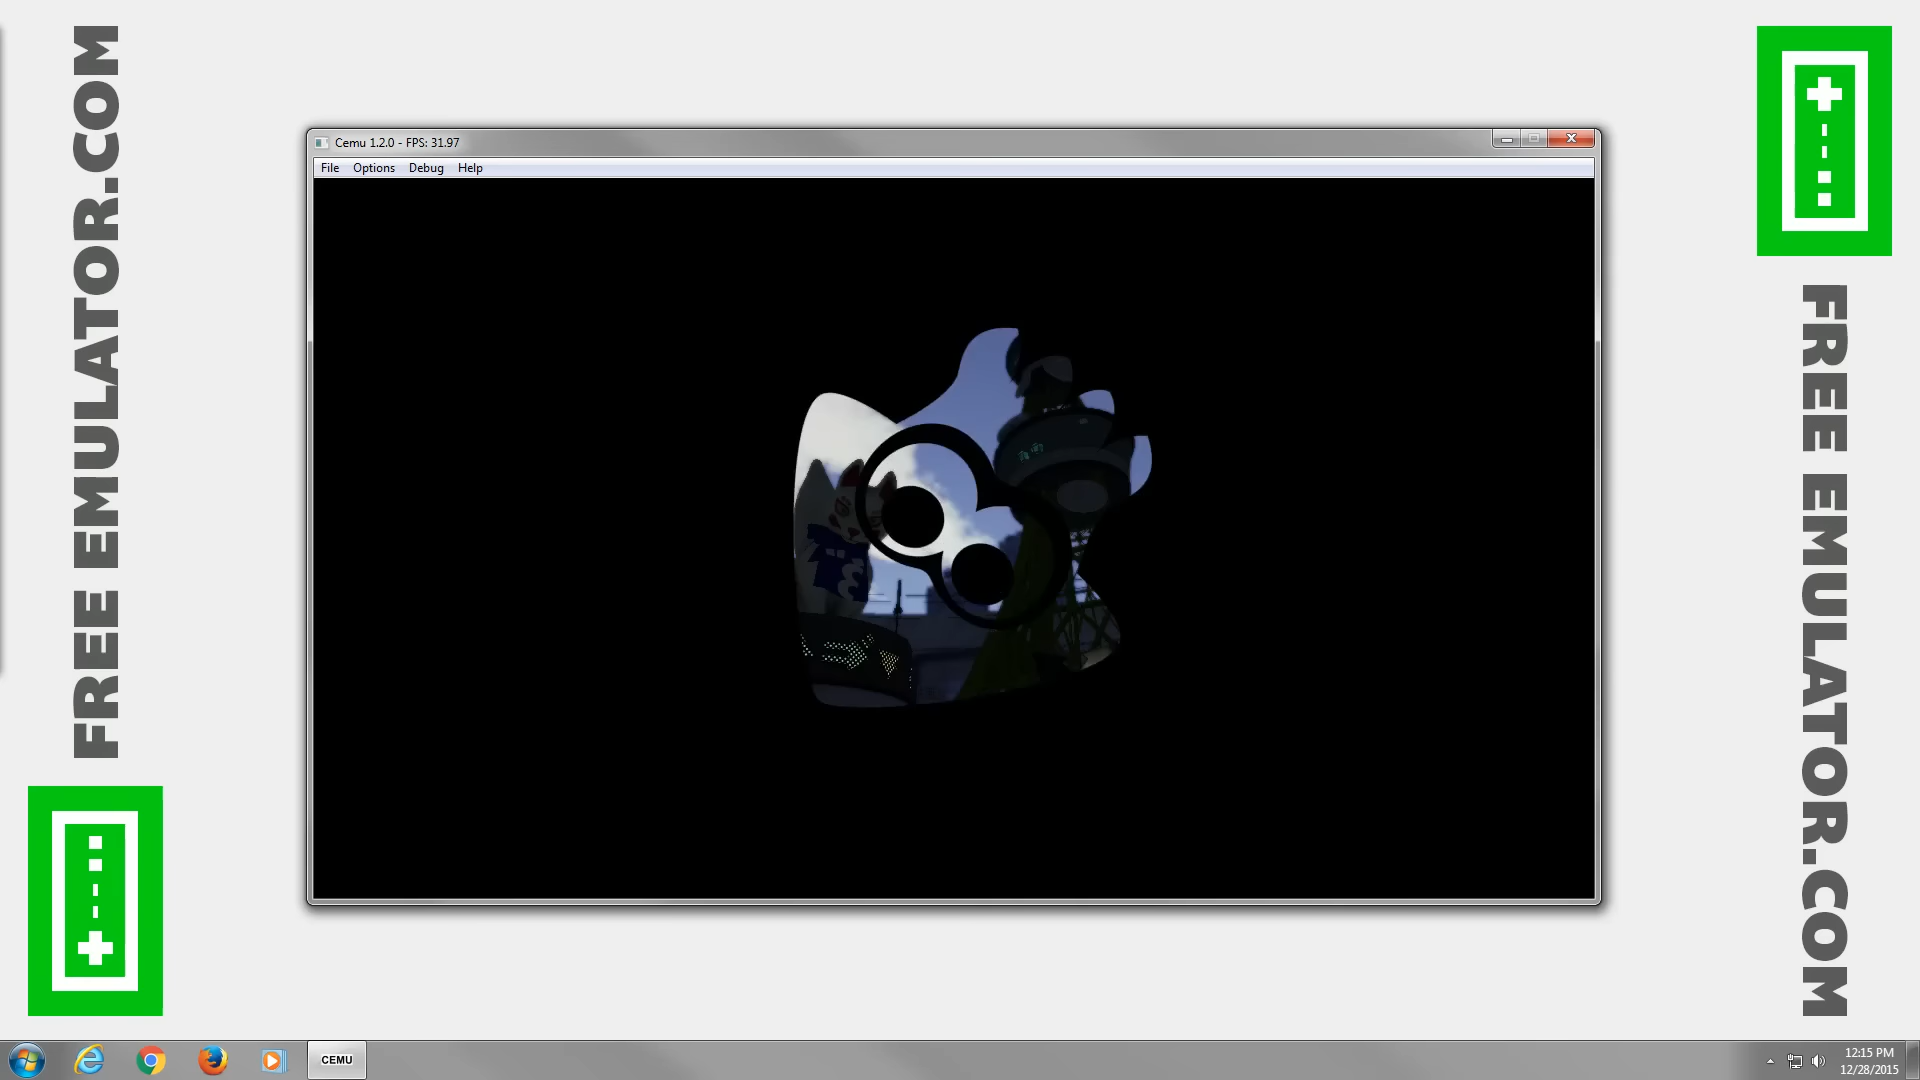 FREE EMULATOR.COM
Cemu 1.2.0 - FPS: 31.97
File Options Debug Help
FREE EMULATOR.COM
CEMU
12:15 PM
12/28/2015